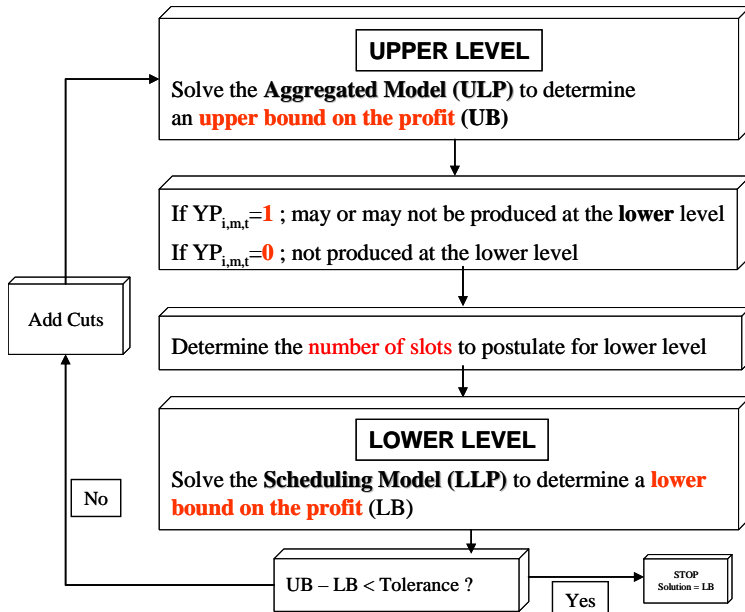 UPPER LEVEL
Solve the Aggregated Model (ULP) to determine
an upper bound on the profit (UB)
If YP_{i,m,t}=1 ; may or may not be produced at the lower level
If YP_{i,m,t}=0 ; not produced at the lower level
Add Cuts
Determine the number of slots to postulate for lower level
LOWER LEVEL
Solve the Scheduling Model (LLP) to determine a lower
bound on the profit (LB)
No
UB – LB < Tolerance ?
Yes
STOP
Solution = LB